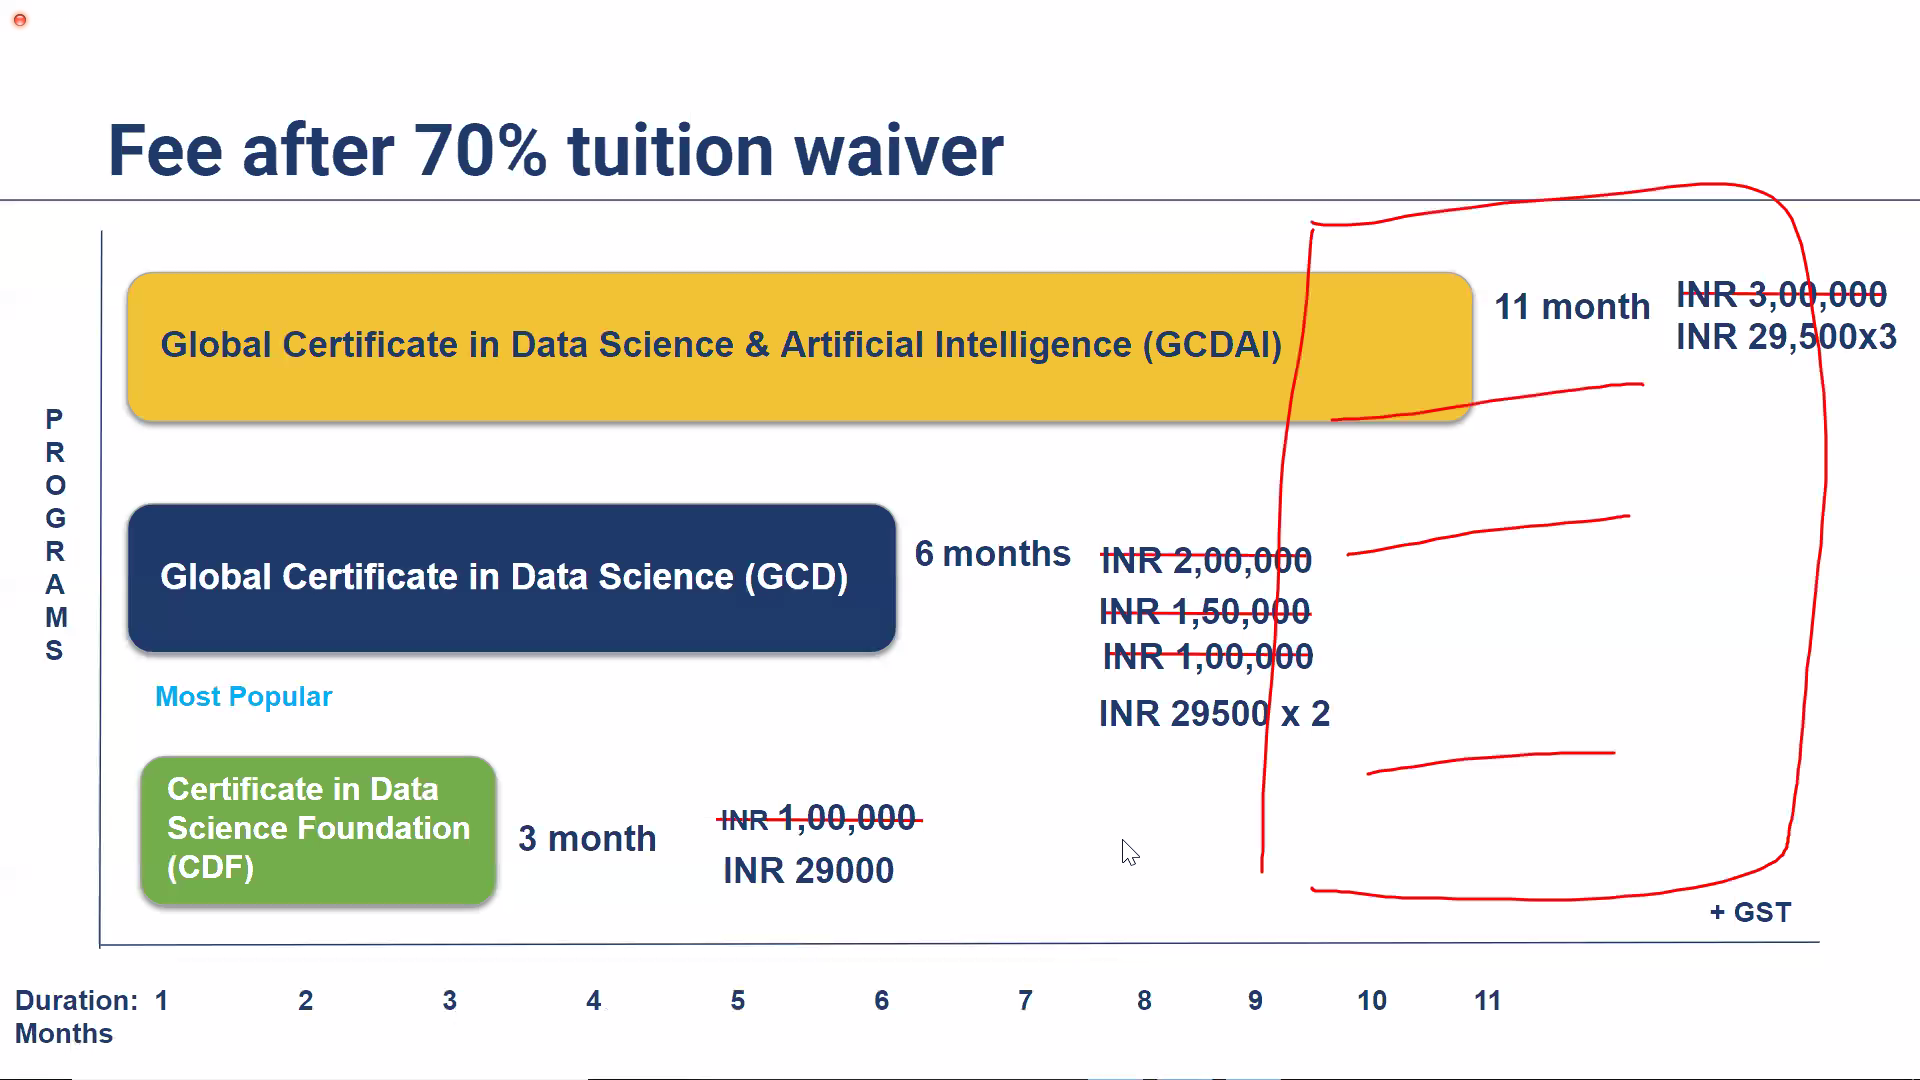 Fee after 70% tuition waiver
Global Certificate in Data Science & Artificial Intelligence (GCDAI)
11 month
INR 3,00,000
INR 29,500x3
PROGRAMS
Global Certificate in Data Science (GCD)
6 months
INR 2,00,000
INR 1,50,000
INR 1,00,000
INR 29500 x 2
Most Popular
Certificate in Data
Science Foundation
(CDF)
3 month
INR 1,00,000
INR 29000
+ GST
Duration: 1 2 3 4 5 6 7 8 9 10 11
Months